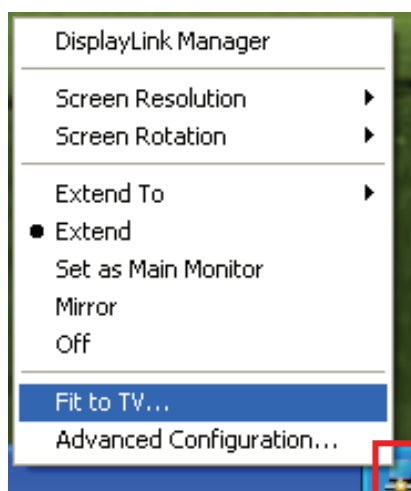 DisplayLink Manager
Screen Resolution
Screen Rotation
Extend To
Extend
Set as Main Monitor
Mirror
Off
Fit to TV...
Advanced Configuration...